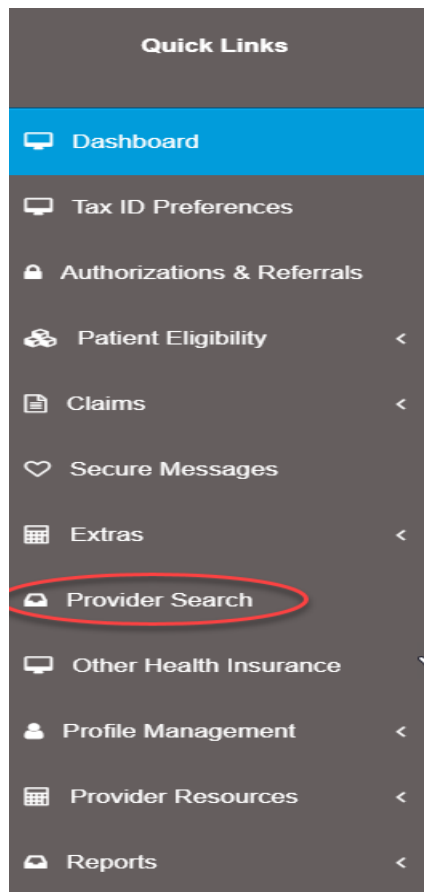 Quick Links
Dashboard
Tax ID Preferences
Authorizations & Referrals
Patient Eligibility
Claims
Secure Messages
Extras
Provider Search
Other Health Insurance
Profile Management
Provider Resources
Reports